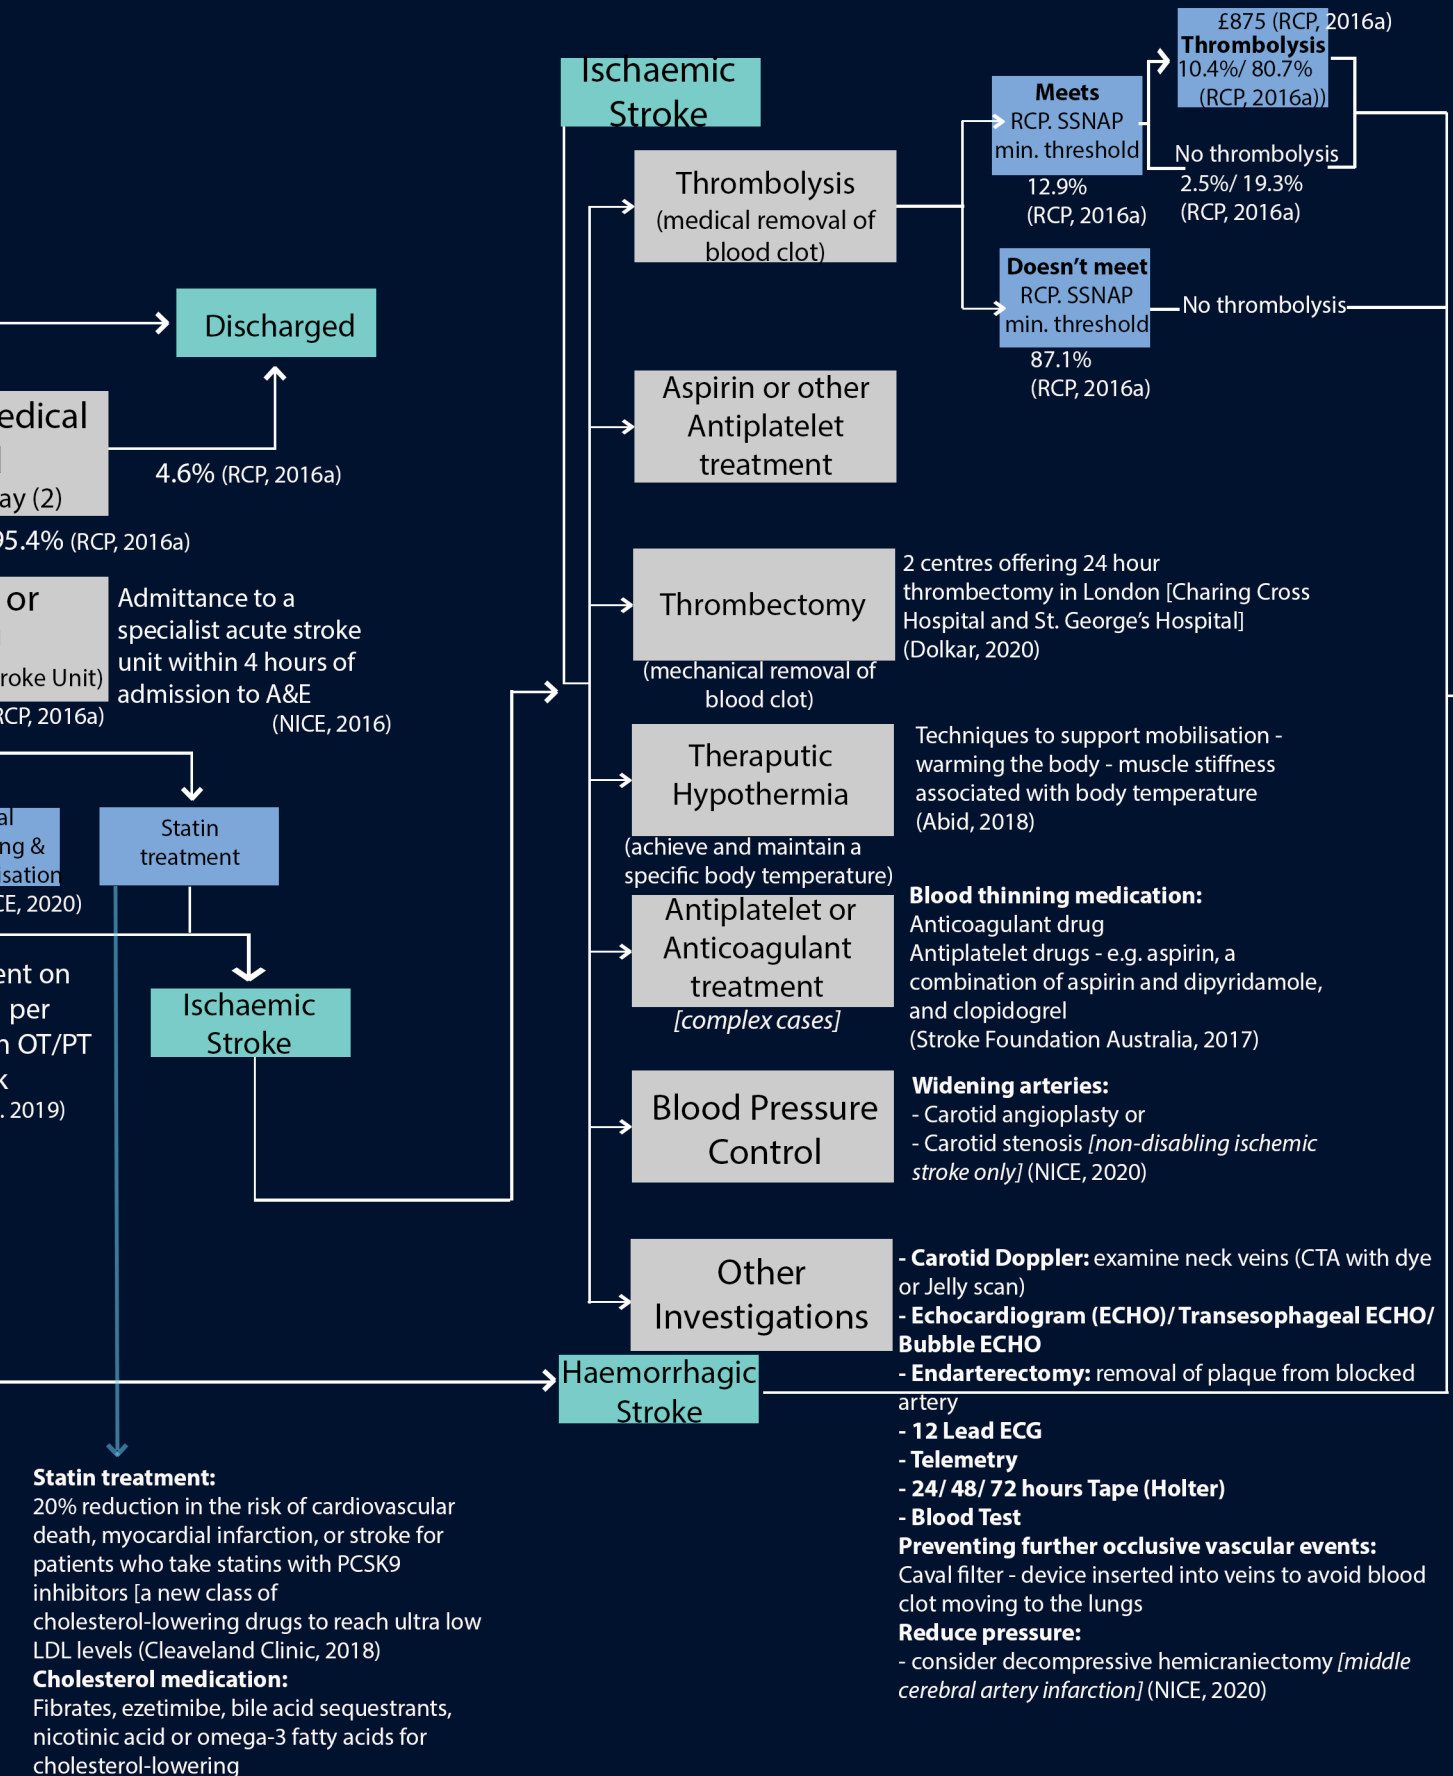 Discharged
edical
ay (2)
4.6% (RCP, 2016a)
95.4% (RCP, 2016a)
or
roke Unit)
RCP, 2016a)
Admittance to a
specialist acute stroke
unit within 4 hours of
admission to A&E
(NICE, 2016)
al
ng &
isation
CE, 2020)
Statin
treatment
ent on
per
n OT/PT
k
. 2019)
Ischaemic
Stroke
Statin treatment:
20% reduction in the risk of cardiovascular
death, myocardial infarction, or stroke for
patients who take statins with PCSK9
inhibitors [a new class of
cholesterol-lowering drugs to reach ultra low
LDL levels (Cleaveland Clinic, 2018)
Cholesterol medication:
Fibrates, ezetimibe, bile acid sequestrants,
nicotinic acid or omega-3 fatty acids for
cholesterol-lowering
Ischaemic
Stroke
Thrombolysis
(medical removal of
blood clot)
Meets
RCP. SSNAP
min. threshold
12.9%
(RCP, 2016a)
£875 (RCP, 2016a)
Thrombolysis
10.4%/ 80.7%
(RCP, 2016a))
No thrombolysis
2.5%/ 19.3%
(RCP, 2016a)
Doesn't meet
RCP. SSNAP
min. threshold
87.1%
(RCP, 2016a)
No thrombolysis
Aspirin or other
Antiplatelet
treatment
Thrombectomy
(mechanical removal of
blood clot)
2 centres offering 24 hour
thrombectomy in London [Charing Cross
Hospital and St. George's Hospital]
(Dolkar, 2020)
Theraputic
Hypothermia
(achieve and maintain a
specific body temperature)
Techniques to support mobilisation -
warming the body - muscle stiffness
associated with body temperature
(Abid, 2018)
Antiplatelet or
Anticoagulant
treatment
[complex cases]
Blood thinning medication:
Anticoagulant drug
Antiplatelet drugs - e.g. aspirin, a
combination of aspirin and dipyridamole,
and clopidogrel
(Stroke Foundation Australia, 2017)
Blood Pressure
Control
Widening arteries:
- Carotid angioplasty or
- Carotid stenosis [non-disabling ischemic
stroke only] (NICE, 2020)
Other
Investigations
- Carotid Doppler: examine neck veins (CTA with dye
or Jelly scan)
- Echocardiogram (ECHO)/ Transesophageal ECHO/
Bubble ECHO
- Endarterectomy: removal of plaque from blocked
artery
- 12 Lead ECG
- Telemetry
- 24/ 48/ 72 hours Tape (Holter)
- Blood Test
Preventing further occlusive vascular events:
Caval filter - device inserted into veins to avoid blood
clot moving to the lungs
Reduce pressure:
- consider decompressive hemicraniectomy [middle
cerebral artery infarction] (NICE, 2020)
Haemorrhagic
Stroke